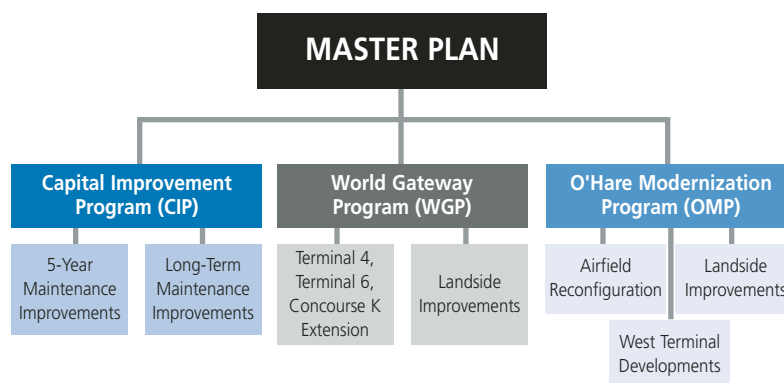 MASTER PLAN
Capital Improvement
Program (CIP)
World Gateway
Program (WGP)
O'Hare Modernization
Program (OMP)
5-Year
Maintenance
Improvements
Long-Term
Maintenance
Improvements
Terminal 4,
Terminal 6,
Concourse K
Extension
Landside
Improvements
Airfield
Reconfiguration
West Terminal
Developments
Landside
Improvements